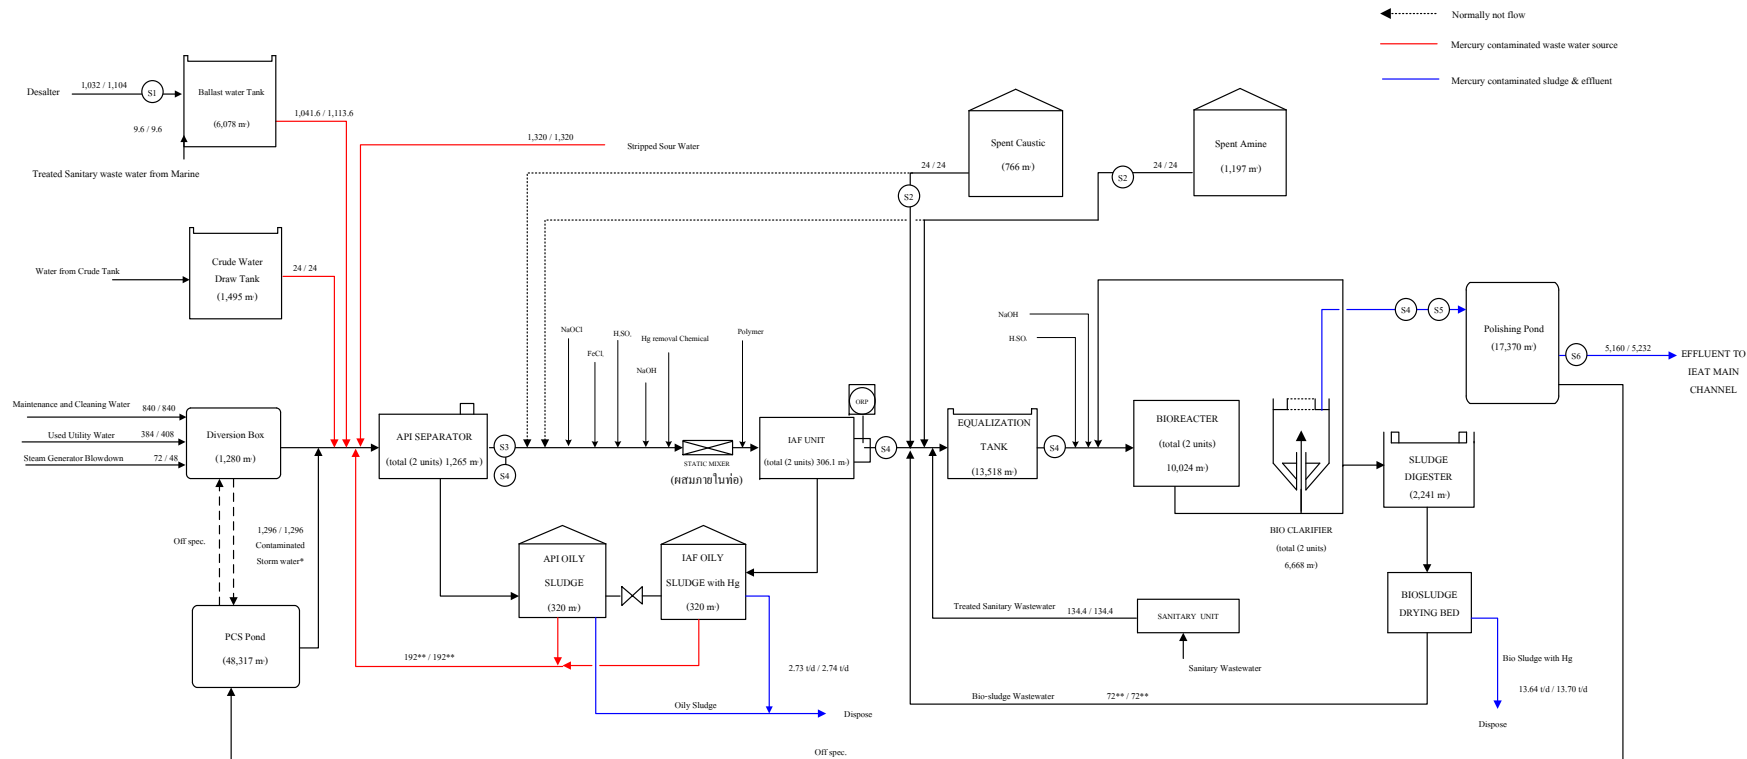 Normally not flow
Mercury contaminated waste water source
Mercury contaminated sludge & effluent
Desalter
1,032 / 1,104
S1
Ballast water Tank
(6,078 m³)
9.6 / 9.6
Treated Sanitary waste water from Marine
1,041.6 / 1,113.6
1,320 / 1,320
Stripped Sour Water
Spent Caustic
(766 m³)
24 / 24
S2
Spent Amine
(1,197 m³)
24 / 24
S2
Water from Crude Tank
Crude Water
Draw Tank
(1,495 m³)
24 / 24
Maintenance and Cleaning Water
840 / 840
Used Utility Water
384 / 408
Steam Generator Blowdown
72 / 48
Diversion Box
(1,280 m³)
Off spec.
1,296 / 1,296
Contaminated
Storm water*
PCS Pond
(48,317 m³)
API SEPARATOR
(total (2 units) 1,265 m³)
S3
S4
NaOCl
FeCl,
H,SO,
NaOH
Hg removal Chemical
Polymer
STATIC MIXER
(ผสมภายในท่อ)
ORP
IAF UNIT
(total (2 units) 306.1 m³)
S4
EQUALIZATION
TANK
(13,518 m³)
S4
NaOH
H,SO,
BIOREACTER
(total (2 units)
10,024 m³)
BIO CLARIFIER
(total (2 units)
6,668 m³)
S4
S5
Polishing Pond
(17,370 m³)
S6
5,160 / 5,232
EFFLUENT TO
IEAT MAIN
CHANNEL
SLUDGE
DIGESTER
(2,241 m³)
BIOSLUDGE
DRYING BED
Bio Sludge with Hg
13.64 t/d / 13.70 t/d
Dispose
API OILY
SLUDGE
(320 m³)
IAF OILY
SLUDGE with Hg
(320 m³)
192** / 192**
2.73 t/d / 2.74 t/d
Oily Sludge
Dispose
Treated Sanitary Wastewater
134.4 / 134.4
SANITARY UNIT
Sanitary Wastewater
Bio-sludge Wastewater
72** / 72**
Off spec.